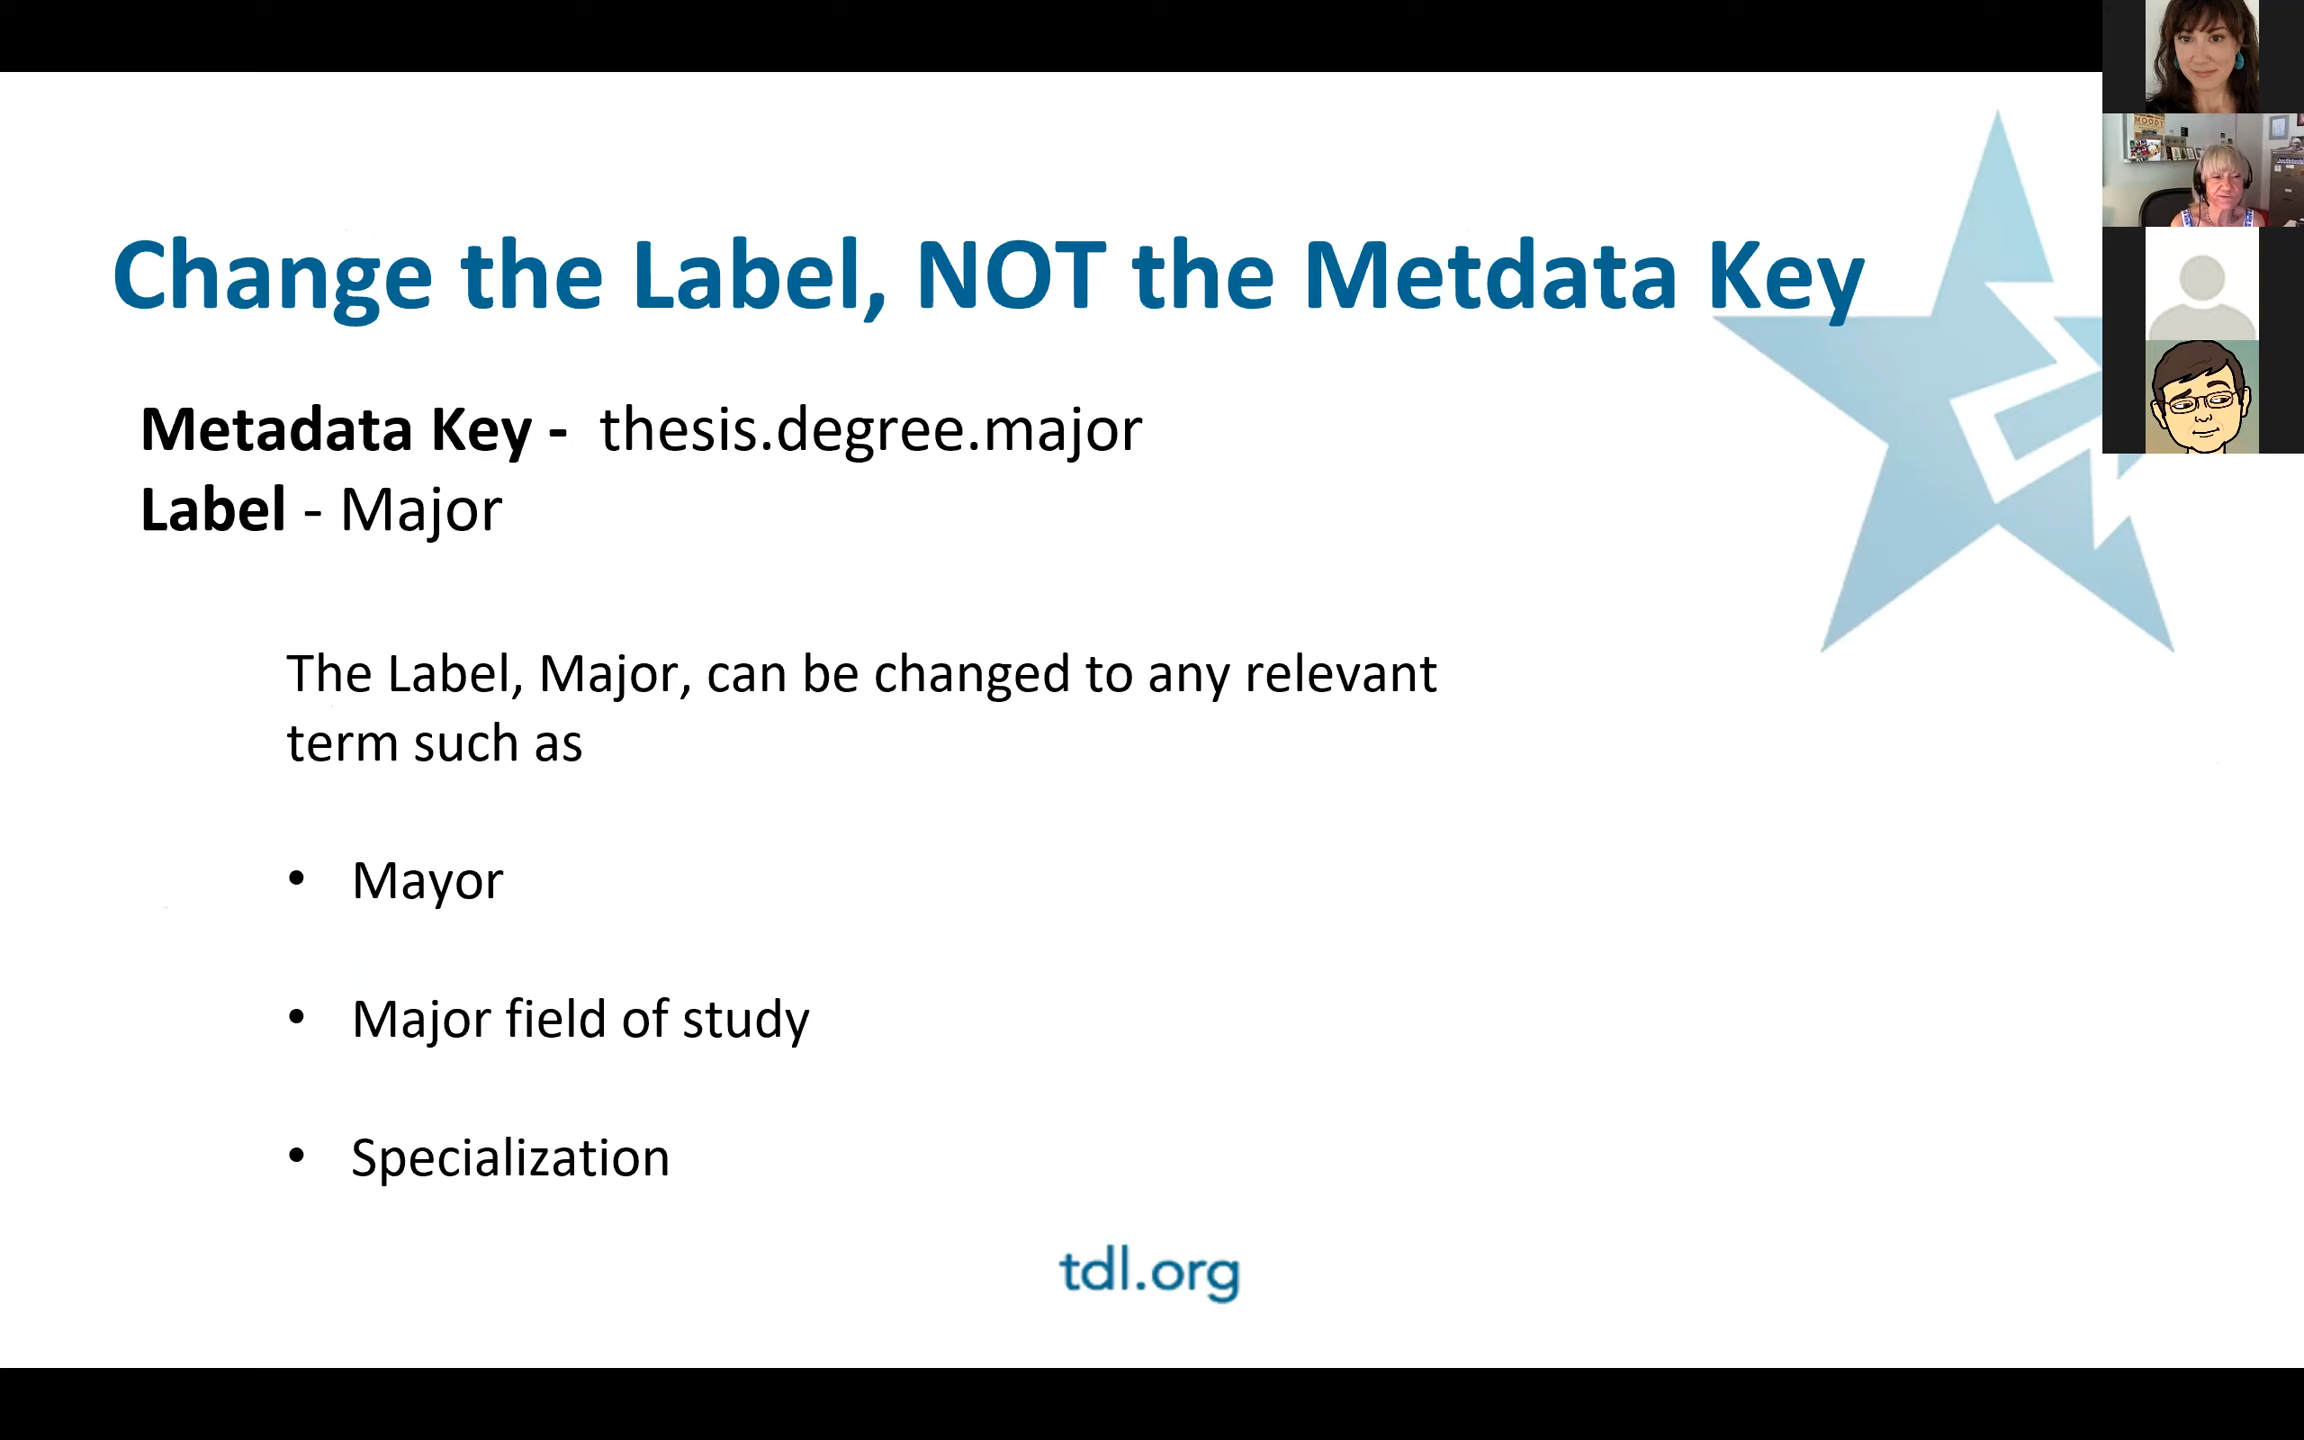 Change the Label, NOT the Metdata Key
Metadata Key - thesis.degree.major
Label - Major
The Label, Major, can be changed to any relevant
term such as
• Mayor
• Major field of study
• Specialization
tdl.org
MOODY